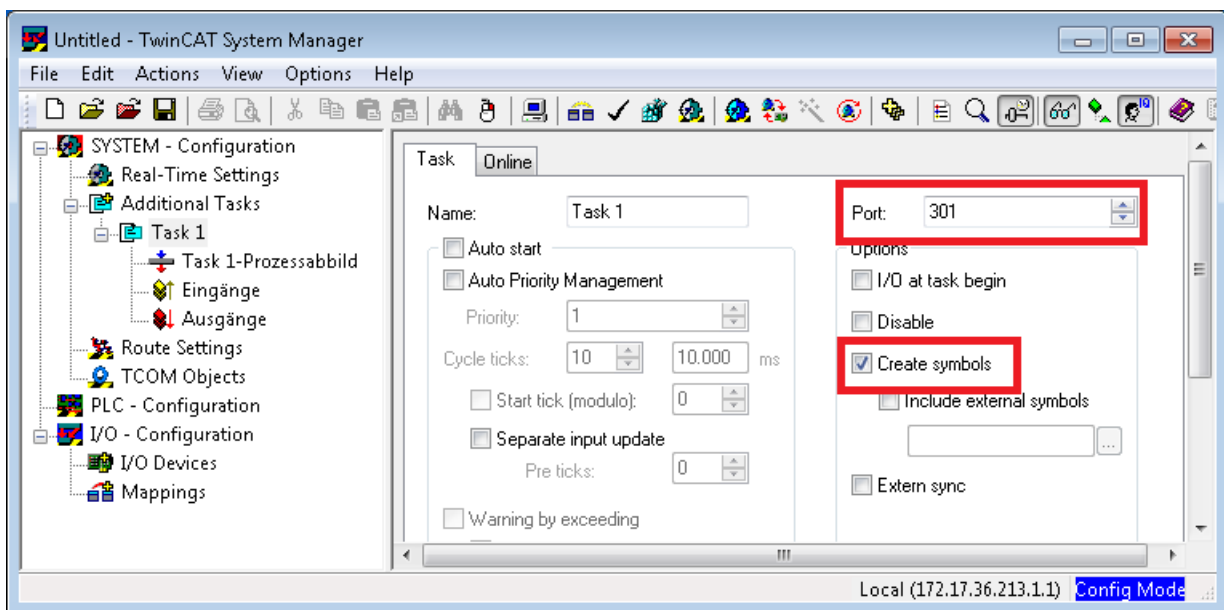 Untitled - TwinCAT System Manager
File Edit Actions View Options Help
SYSTEM - Configuration
Real-Time Settings
Additional Tasks
Task 1
Task 1-Prozessabbild
Eingänge
Ausgänge
Route Settings
TCOM Objects
PLC - Configuration
I/O - Configuration
I/O Devices
Mappings
Task Online
Name: Task 1
Auto start
Auto Priority Management
Priority: 1
Cycle ticks: 10 10.000 ms
Start tick (modulo): 0
Separate input update
Pre ticks: 0
Warning by exceeding
Port: 301
Options
I/O at task begin
Disable
Create symbols
Include external symbols
...
Extern sync
Local (172.17.36.213.1.1) Config Mode